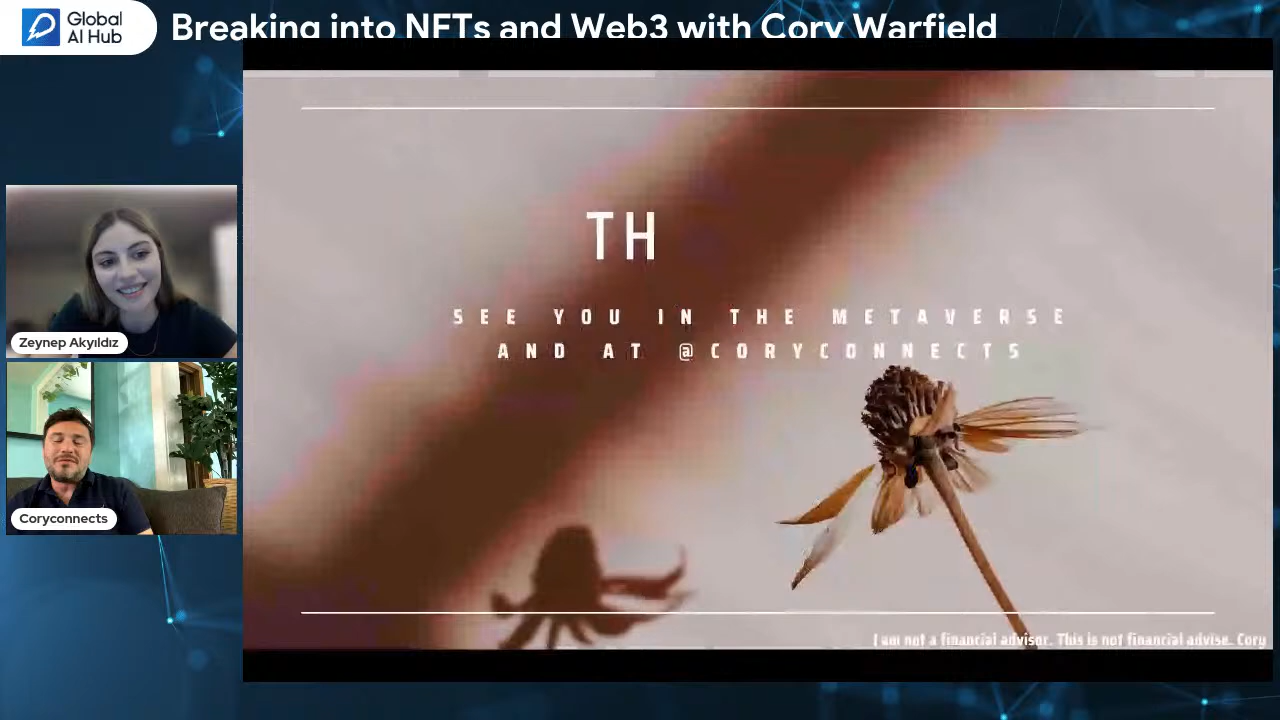 Global
AI Hub
Breaking into NFTs and Web3 with Cory Warfield
Zeynep Akyıldız
Coryconnects
TH
SEE YOU IN THE METAVERSE
AND AT @CORYCONNECTS
I am not a financial advisor. This is not financial advise. Cory